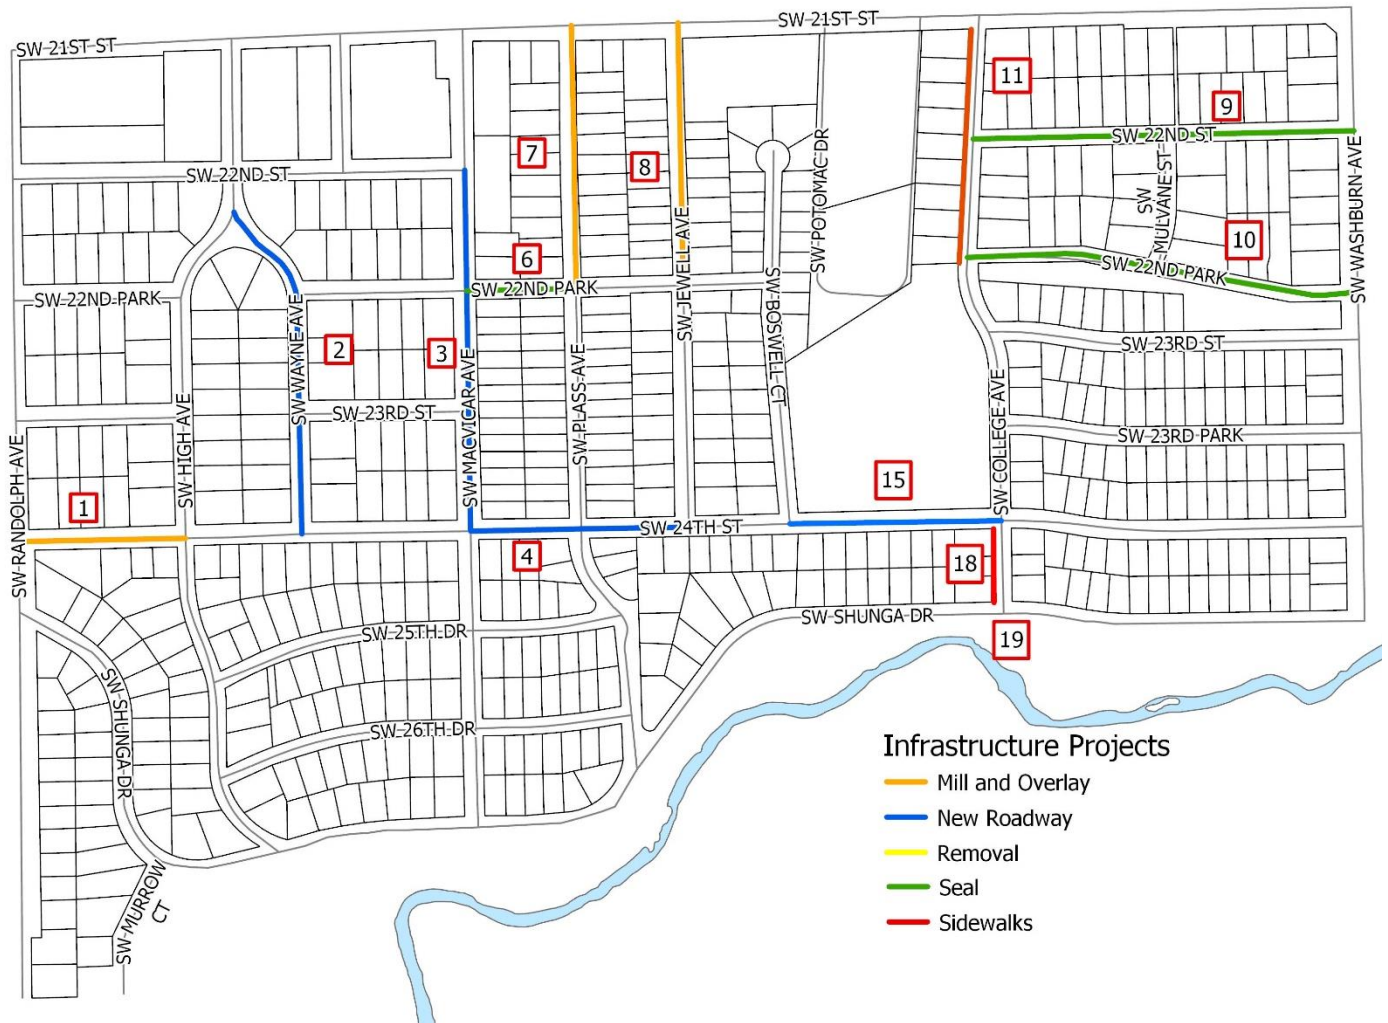 SW 21ST ST
SW 21ST ST
11
9
SW 22ND ST
7
8
SW POTOMAC DR
SW MULVANE ST
SW WASHBURN AVE
SW 22ND ST
10
6
SW JEWELL AVE
SW 22ND PARK
SW 22ND PARK
SW 22ND PARK
SW BOSWELL CT
2
3
SW WAYNE AVE
SW MACVICAR AVE
SW PLASS AVE
SW 23RD ST
SW 23RD ST
SW HIGH AVE
SW COLLEGE AVE
SW RANDOLPH AVE
SW 23RD PARK
1
15
SW 24TH ST
4
18
SW 25TH DR
SW SHUNGA DR
19
SW SHUNGA DR
SW 26TH DR
SW MURROW
CT
Infrastructure Projects
Mill and Overlay
New Roadway
Removal
Seal
Sidewalks